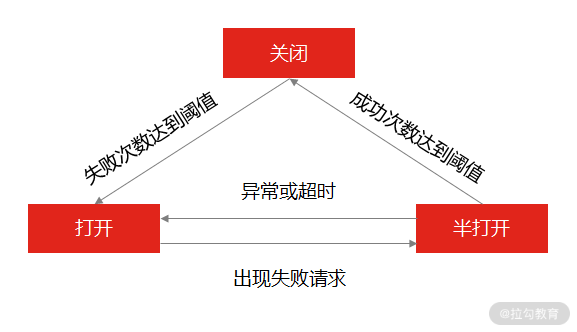 关闭
失败次数达到阈值
成功次数达到阈值
异常或超时
打开
半打开
出现失败请求
@拉勾教育